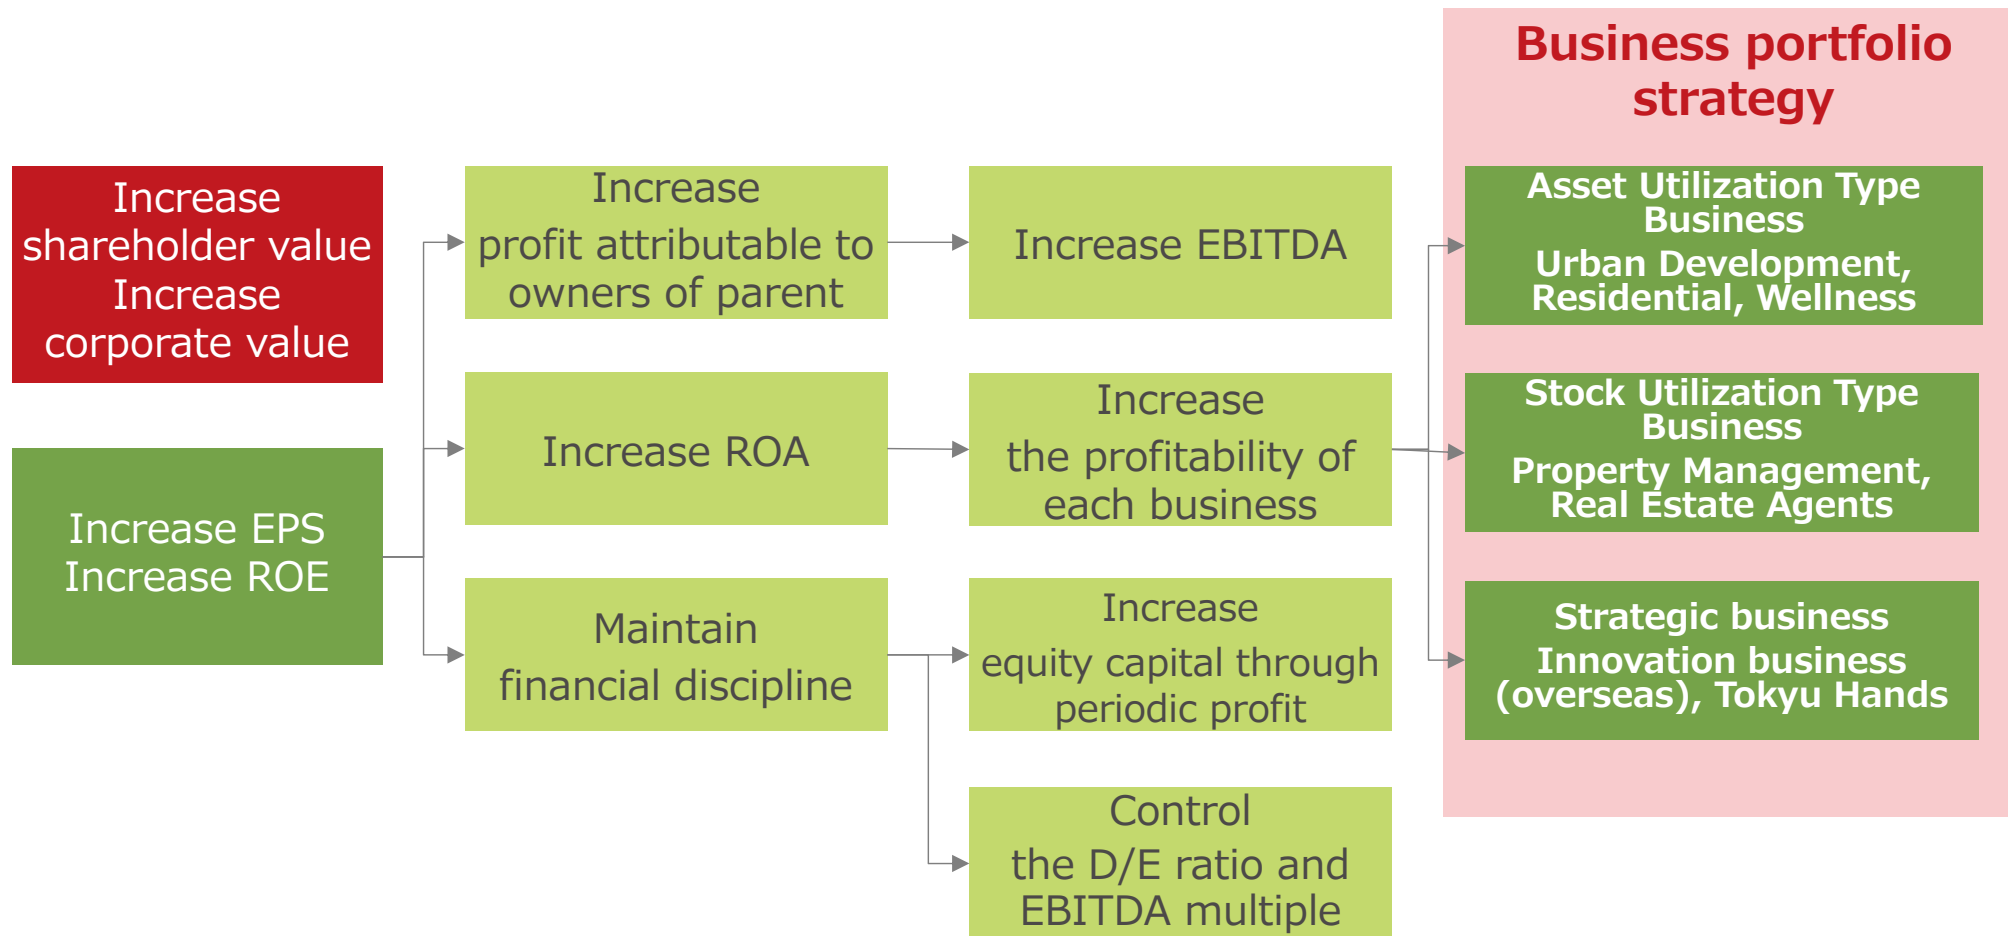 Business portfolio
strategy
Increase
shareholder value
Increase
corporate value
Increase EPS
Increase ROE
Increase
profit attributable to
owners of parent
Increase ROA
Maintain
financial discipline
Increase EBITDA
Increase
the profitability of
each business
Increase
equity capital through
periodic profit
Control
the D/E ratio and
EBITDA multiple
Asset Utilization Type
Business
Urban Development,
Residential, Wellness
Stock Utilization Type
Business
Property Management,
Real Estate Agents
Strategic business
Innovation business
(overseas), Tokyu Hands